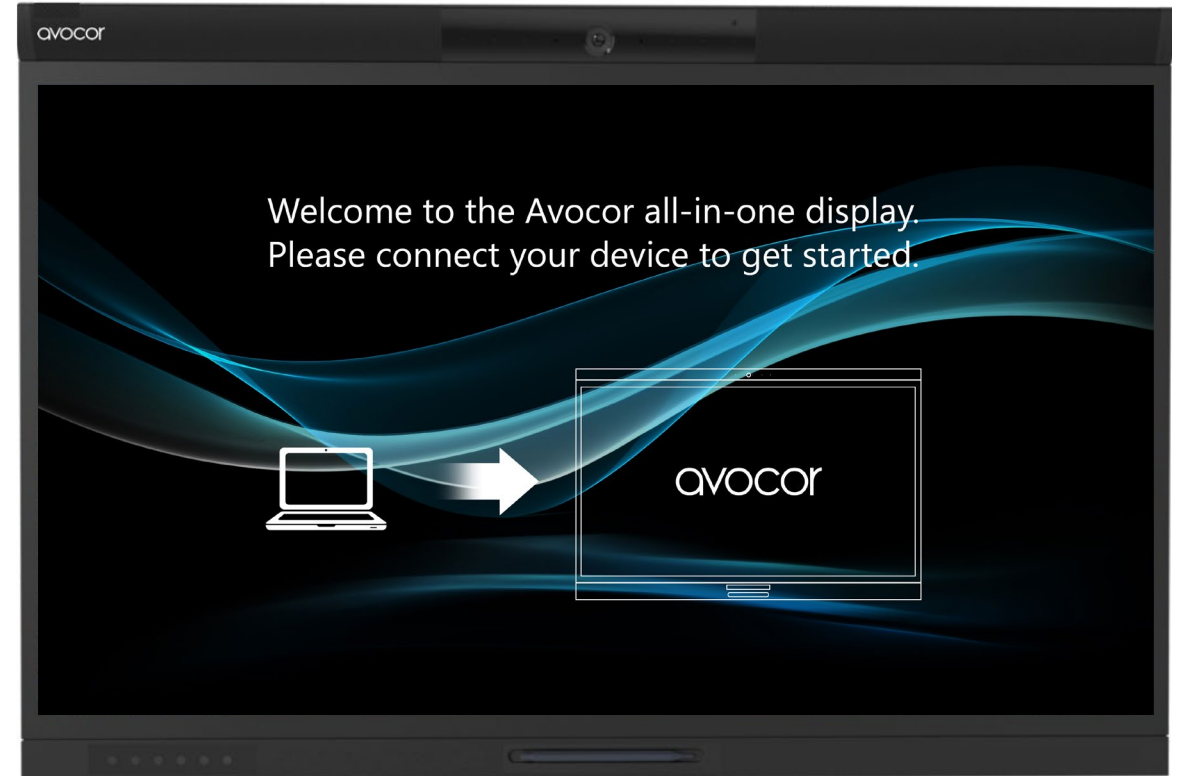 avocor
Welcome to the Avocor all-in-one display.
Please connect your device to get started.
avocor